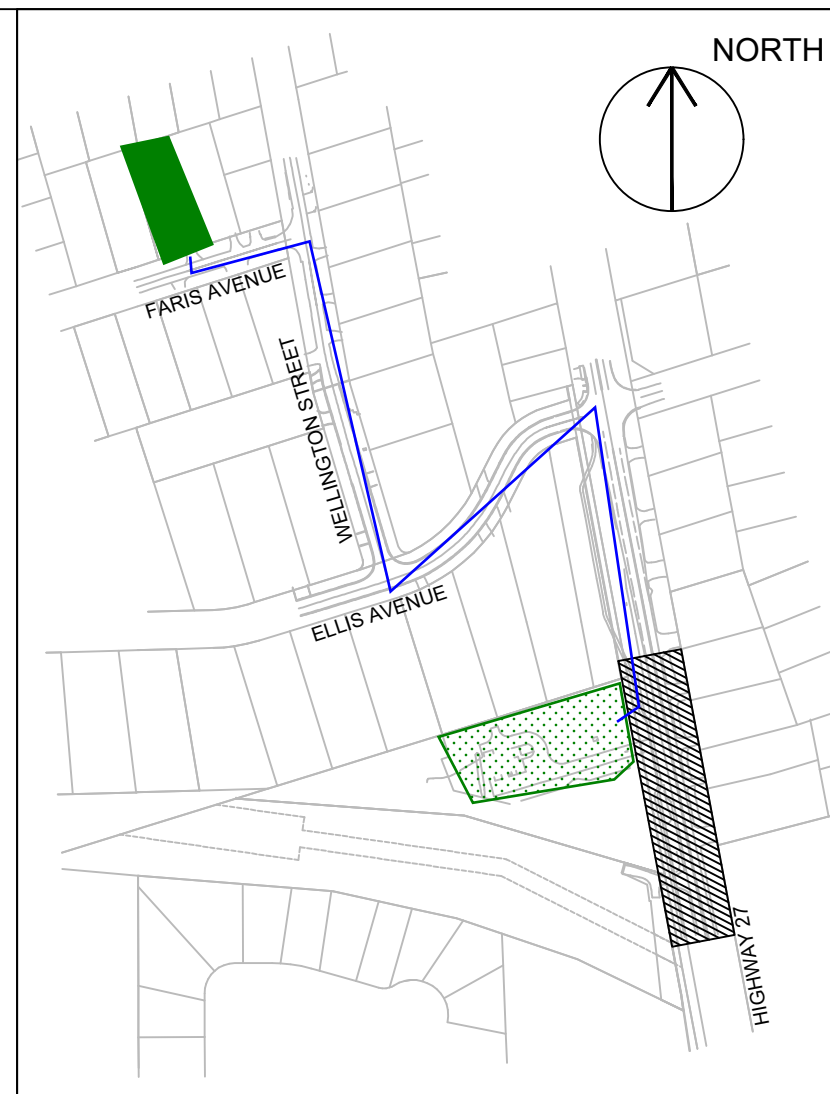 NORTH
FARIS AVENUE
WELLINGTON STREET
ELLIS AVENUE
HIGHWAY 27